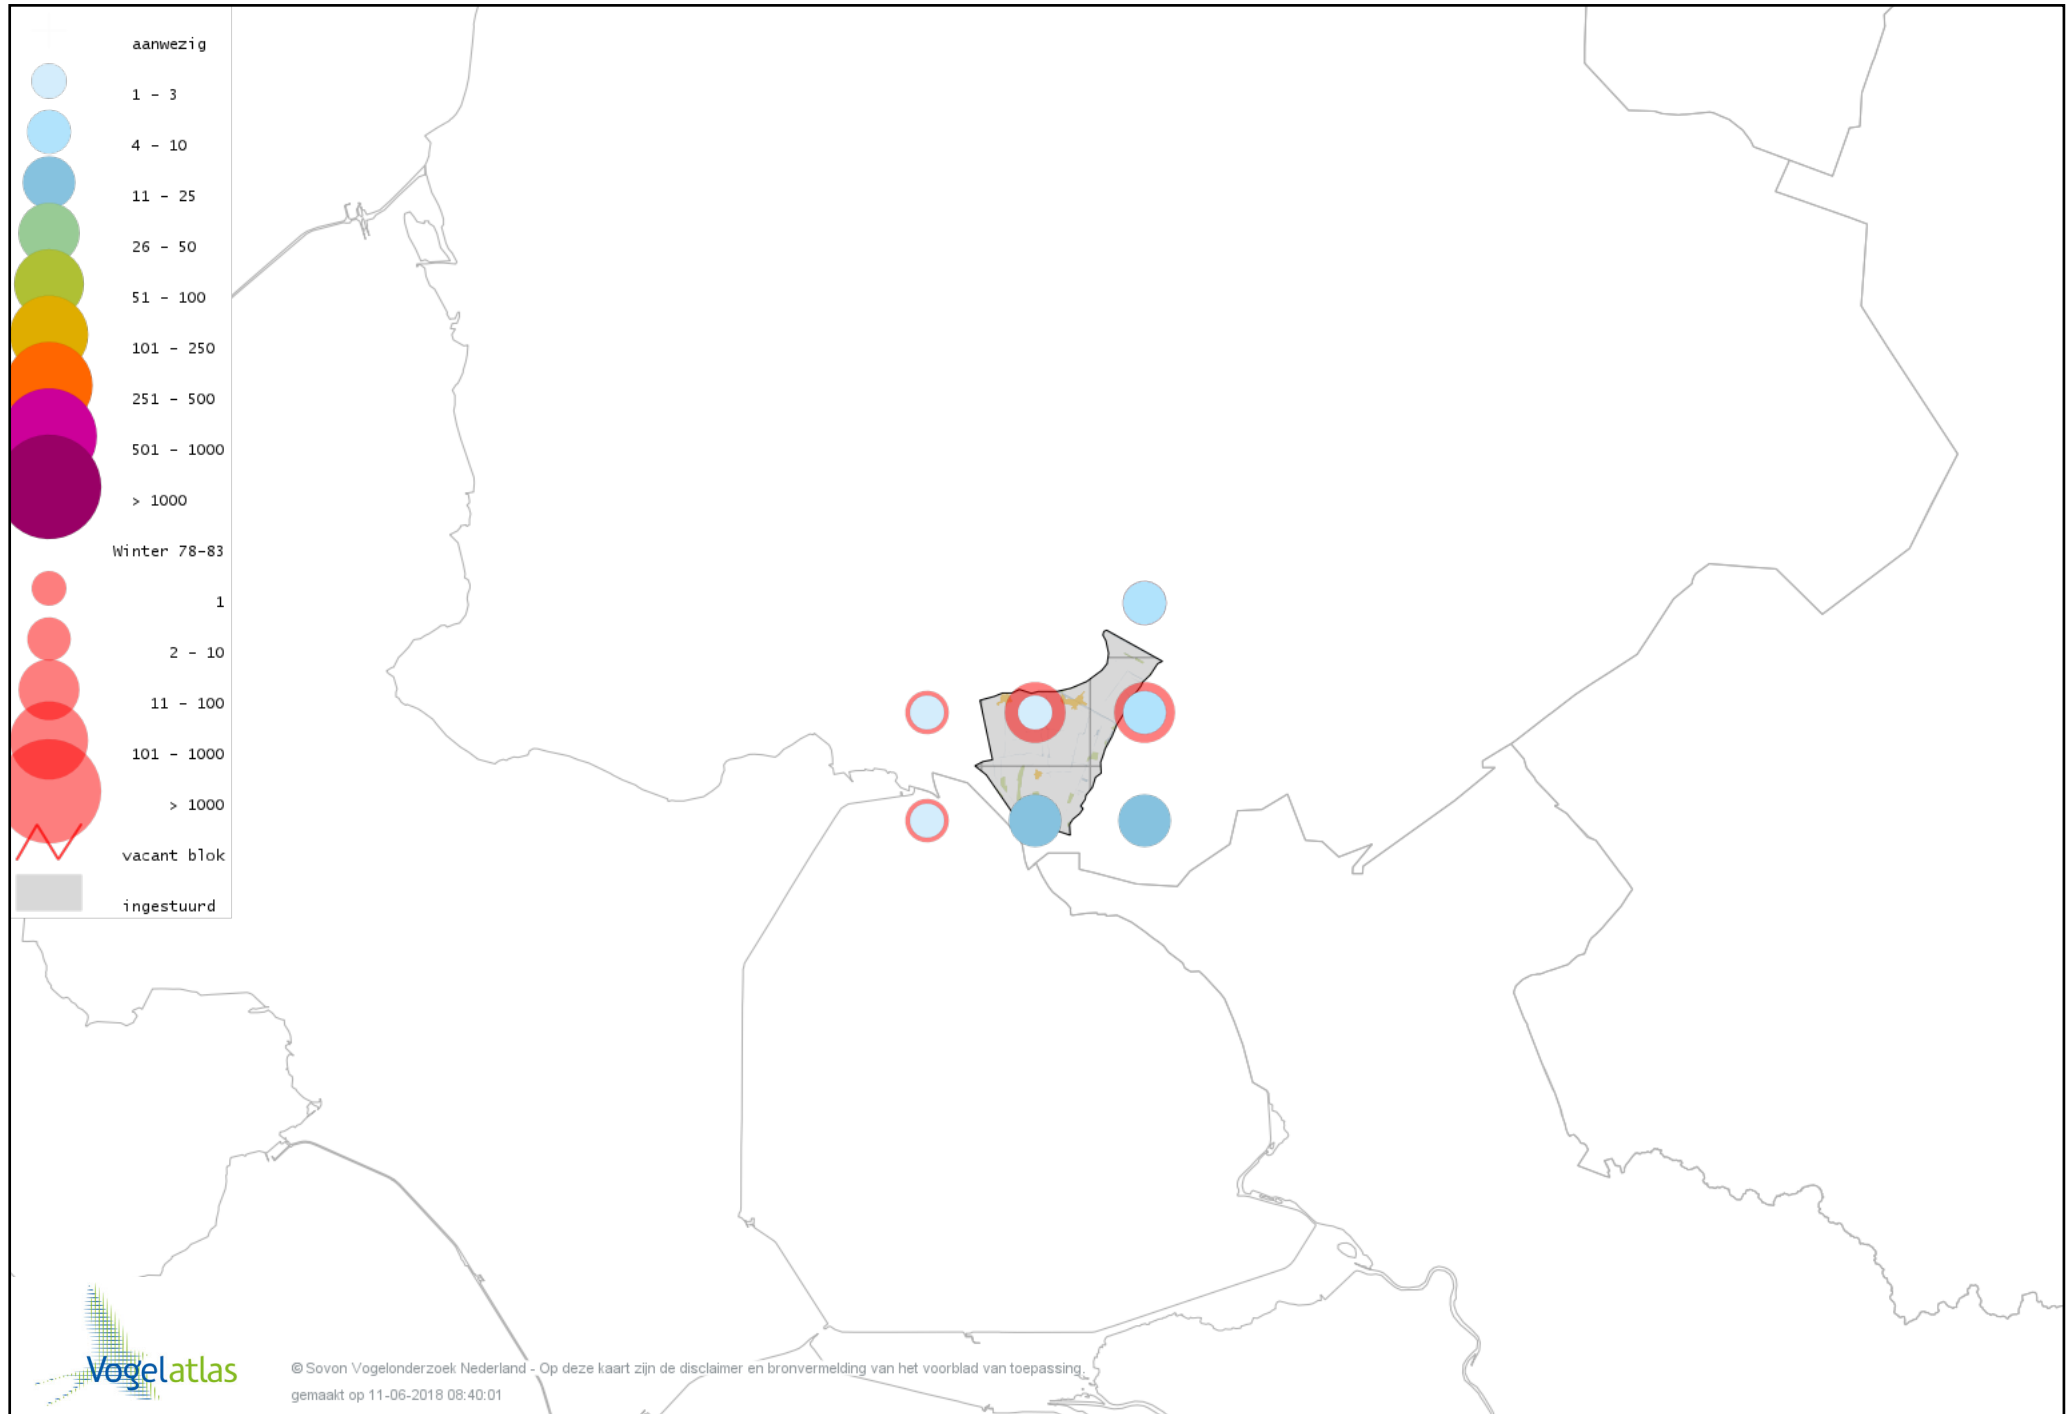 aanwezig
1 - 3
4 - 10
11 - 25
26 - 50
51 - 100
101 - 250
251 - 500
501 - 1000
> 1000
Winter 78-83
1
2 - 10
11 - 100
101 - 1000
> 1000
vacant blok
ingestuurd
Vogelatlas
© Sovon Vogelonderzoek Nederland - Op deze kaart zijn de disclaimer en bronvermelding van het voorblad van toepassing.
gemaakt op 11-06-2018 08:40:01